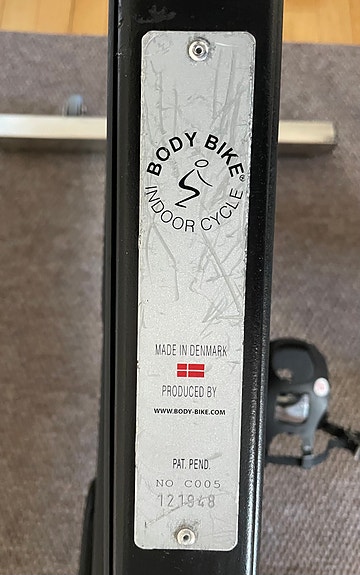 BODY BIKE®
INDOOR CYCLE
MADE IN DENMARK
PRODUCED BY
WWW.BODY-BIKE.COM
PAT. PEND.
NO C005
121948